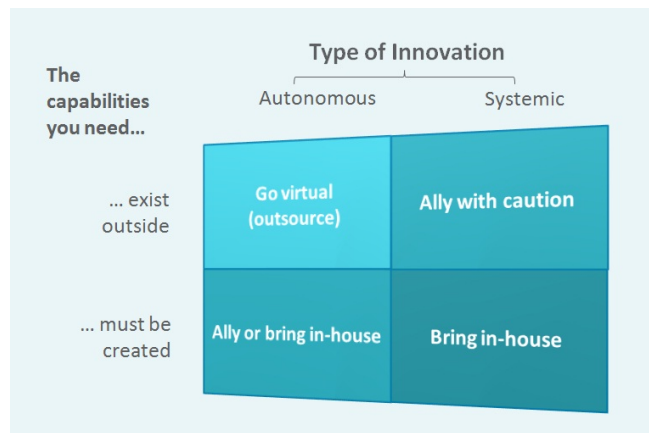 Type of Innovation
The
capabilities
you need…
Autonomous
Systemic
… exist
outside
Go virtual
(outsource)
Ally with caution
… must be
created
Ally or bring in-house
Bring in-house